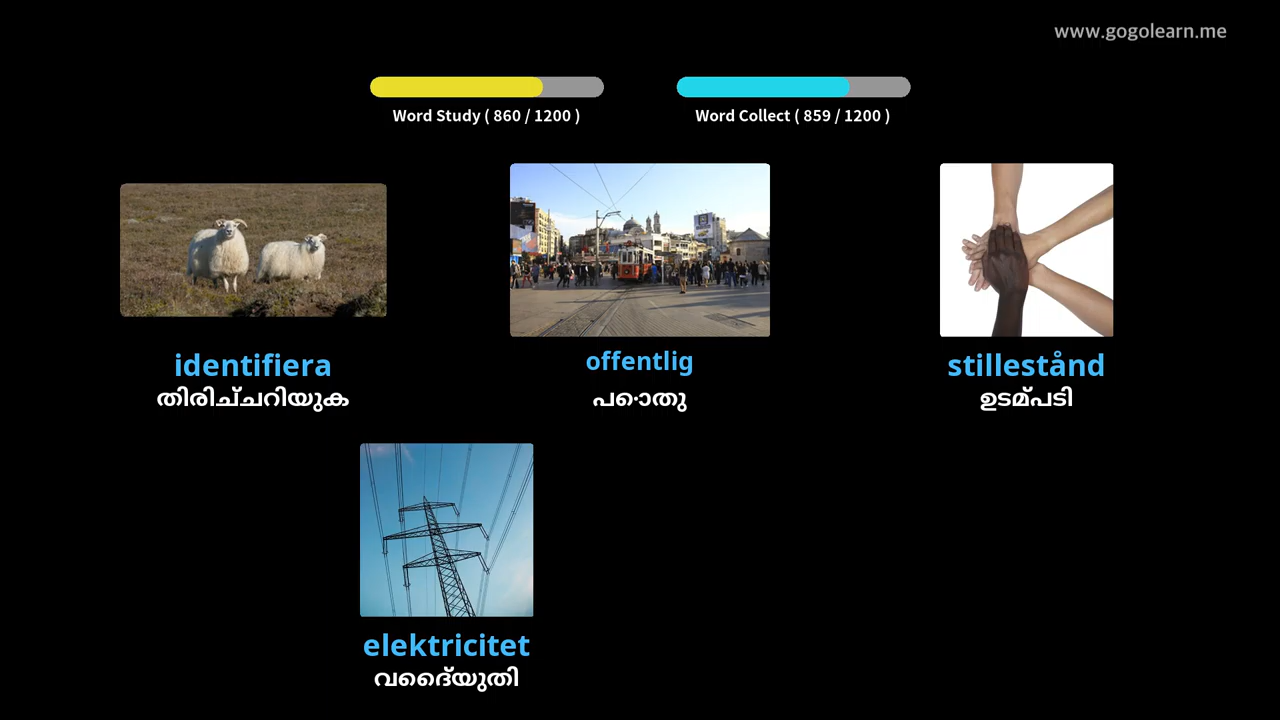 www.gogolearn.me
Word Study ( 860 / 1200 )
Word Collect ( 859 / 1200 )
identifiera
തിരിച്ചറിയുക
offentlig
പൊതു
stillestånd
ഉടമ്പടി
elektricitet
വൈദ്യുതി